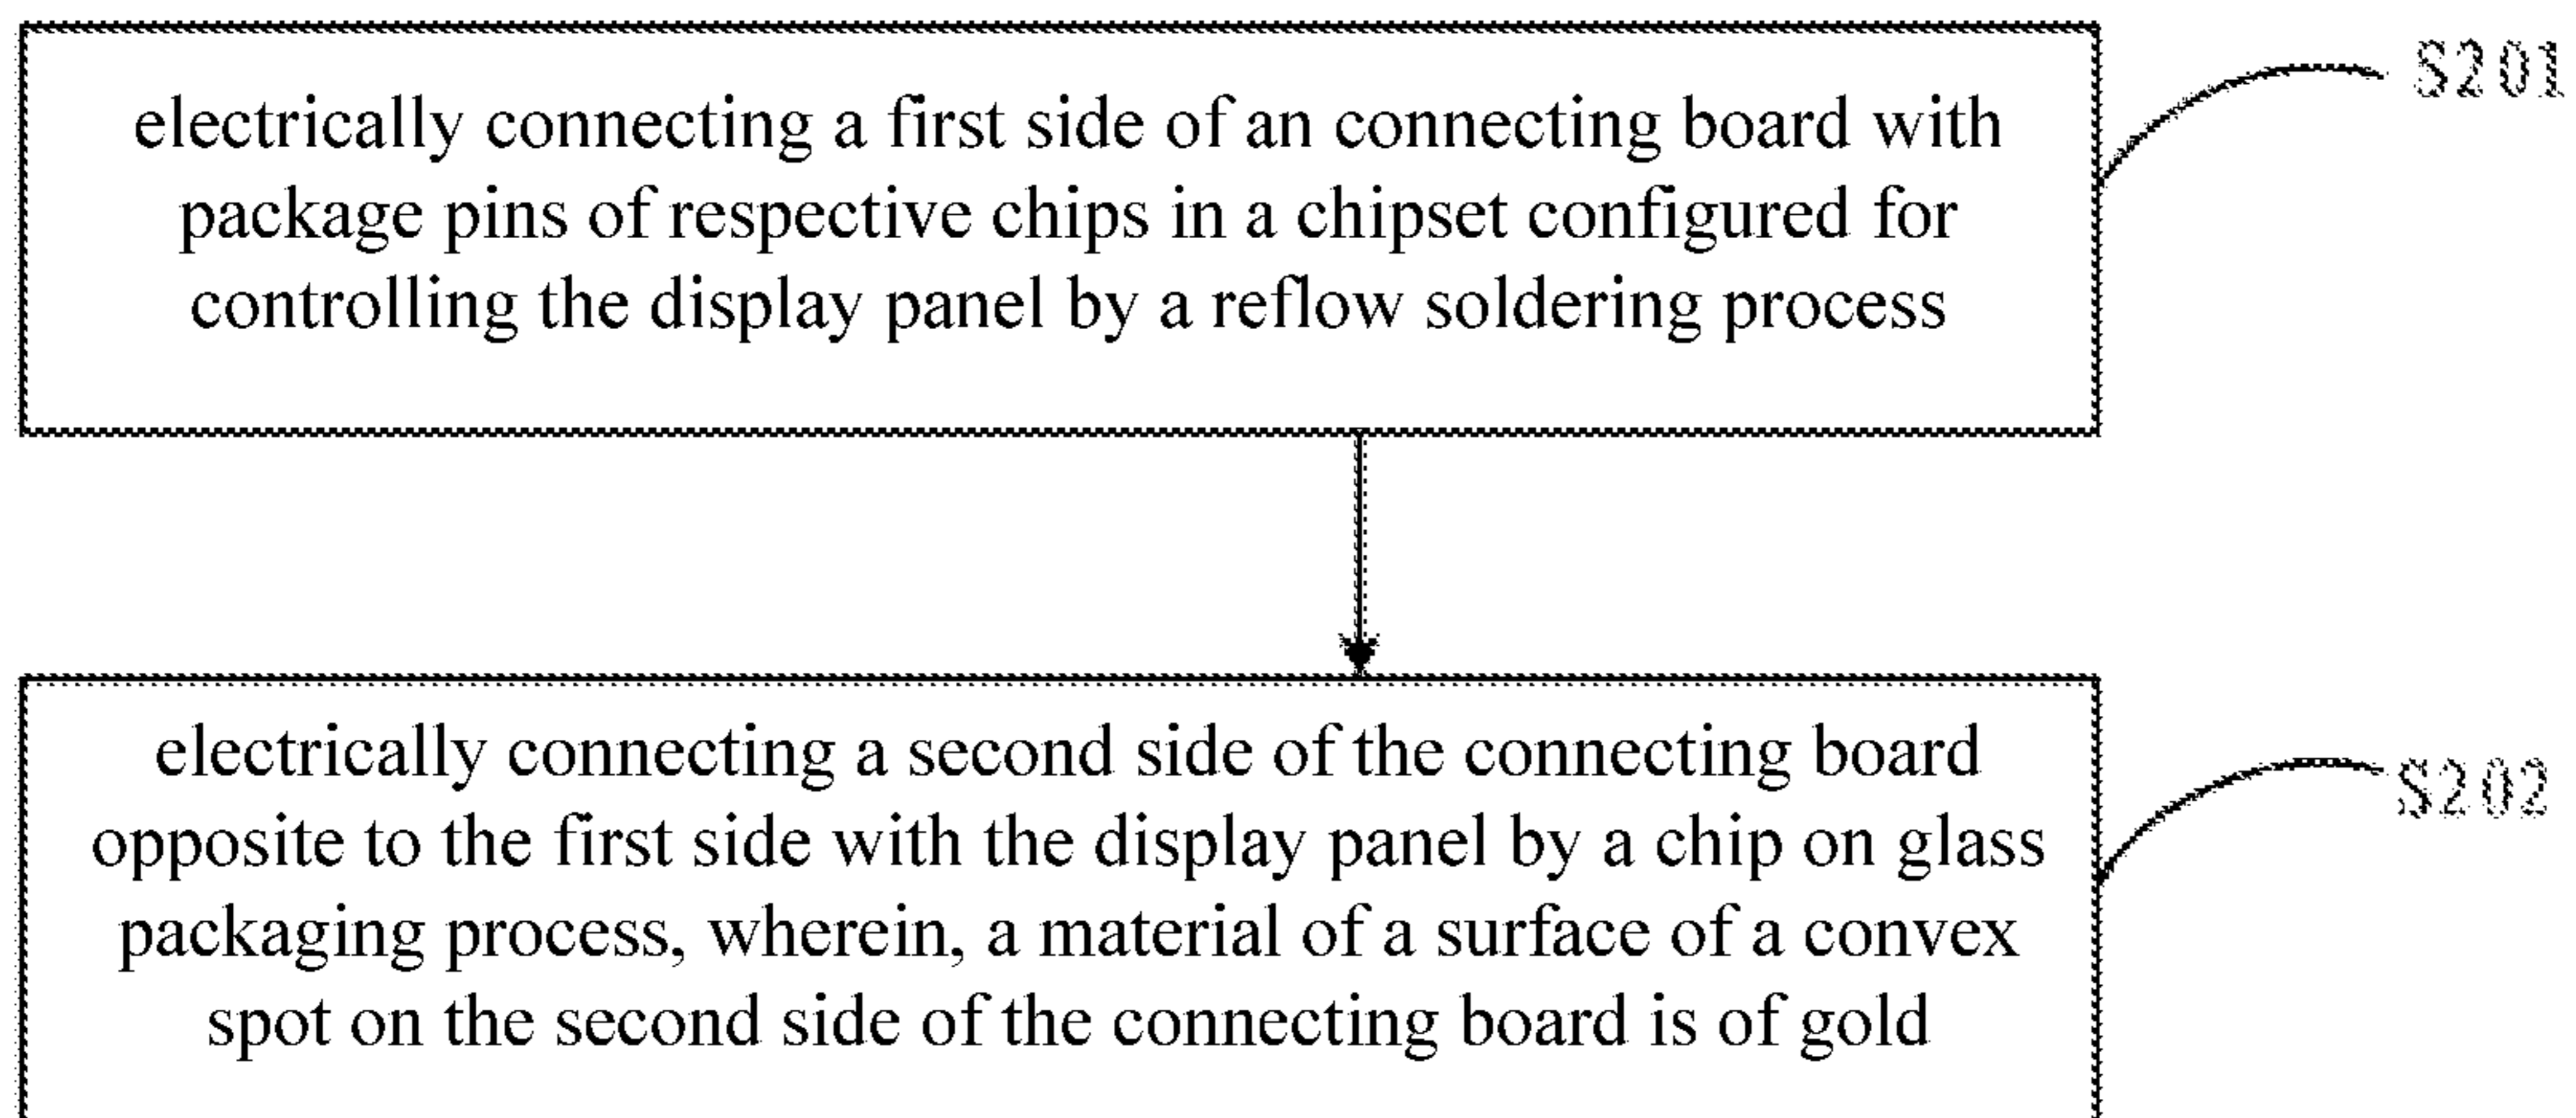 electrically connecting a first side of an connecting board with
package pins of respective chips in a chipset configured for
controlling the display panel by a reflow soldering process
S201
electrically connecting a second side of the connecting board
opposite to the first side with the display panel by a chip on glass
packaging process, wherein, a material of a surface of a convex
spot on the second side of the connecting board is of gold
S202